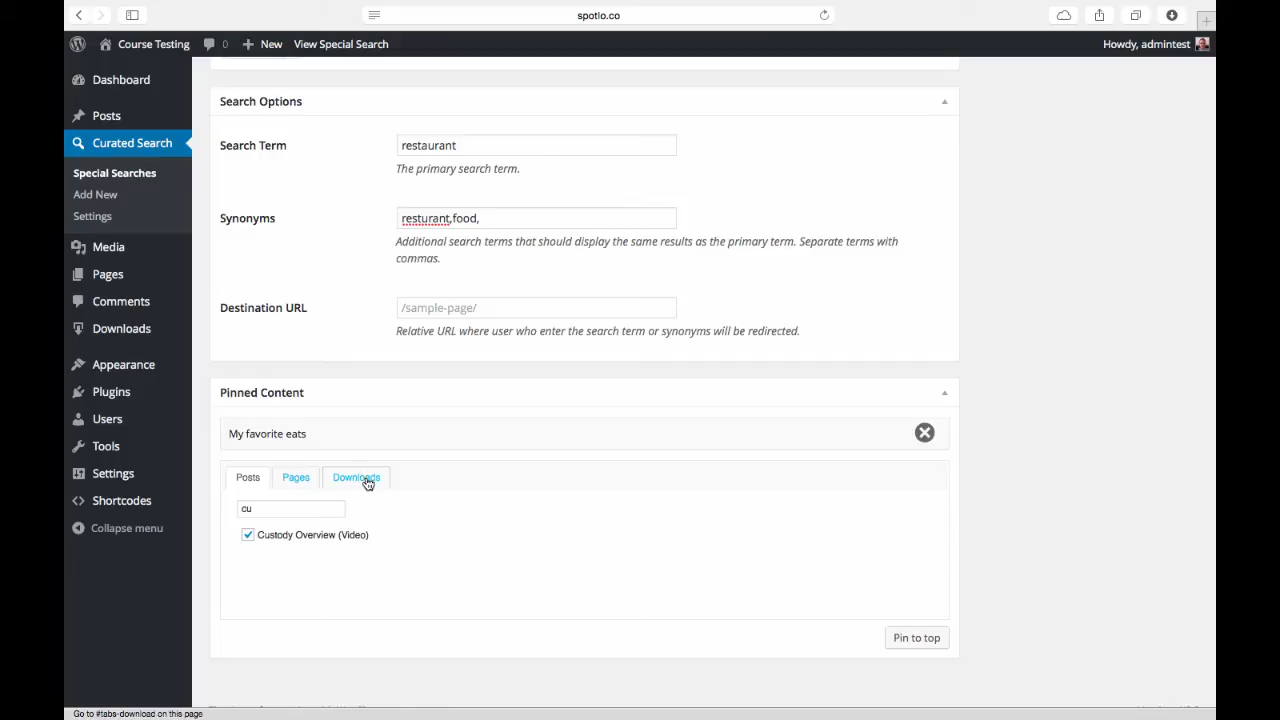 spotlo.co
Course Testing 0 New View Special Search Howdy, admintest
Dashboard
Posts
Curated Search
Special Searches
Add New
Settings
Media
Pages
Comments
Downloads
Appearance
Plugins
Users
Tools
Settings
Shortcodes
Collapse menu
Search Options
Search Term restaurant
The primary search term.
Synonyms resturant,food,
Additional search terms that should display the same results as the primary term. Separate terms with
commas.
Destination URL /sample-page/
Relative URL where user who enter the search term or synonyms will be redirected.
Pinned Content
My favorite eats
Posts Pages Downloads
cu
Custody Overview (Video)
Pin to top
Go to #tabs-download on this page